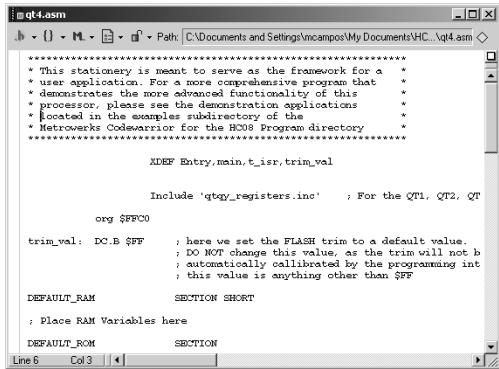 qt4.asm
Path: C:\Documents and Settings\mcampos\My Documents\HC...\qt4.asm
******************************************************************
* This stationery is meant to serve as the framework for a *
* user application. For a more comprehensive program that *
* demonstrates the more advanced functionality of this *
* processor, please see the demonstration applications *
* located in the examples subdirectory of the *
* Metrowerks Codewarrior for the HC08 Program directory *
******************************************************************
XDEF Entry,main,t_isr,trim_val
Include 'qtqy_registers.inc' ; For the QT1, QT2, QT
org $FFC0
trim_val: DC.B $FF ; here we set the FLASH trim to a default value.
; DO NOT change this value, as the trim will not b
; automatically callibrated by the programming int
; this value is anything other than $FF
DEFAULT_RAM SECTION SHORT
; Place RAM Variables here
DEFAULT_ROM SECTION
Line 6 Col 3